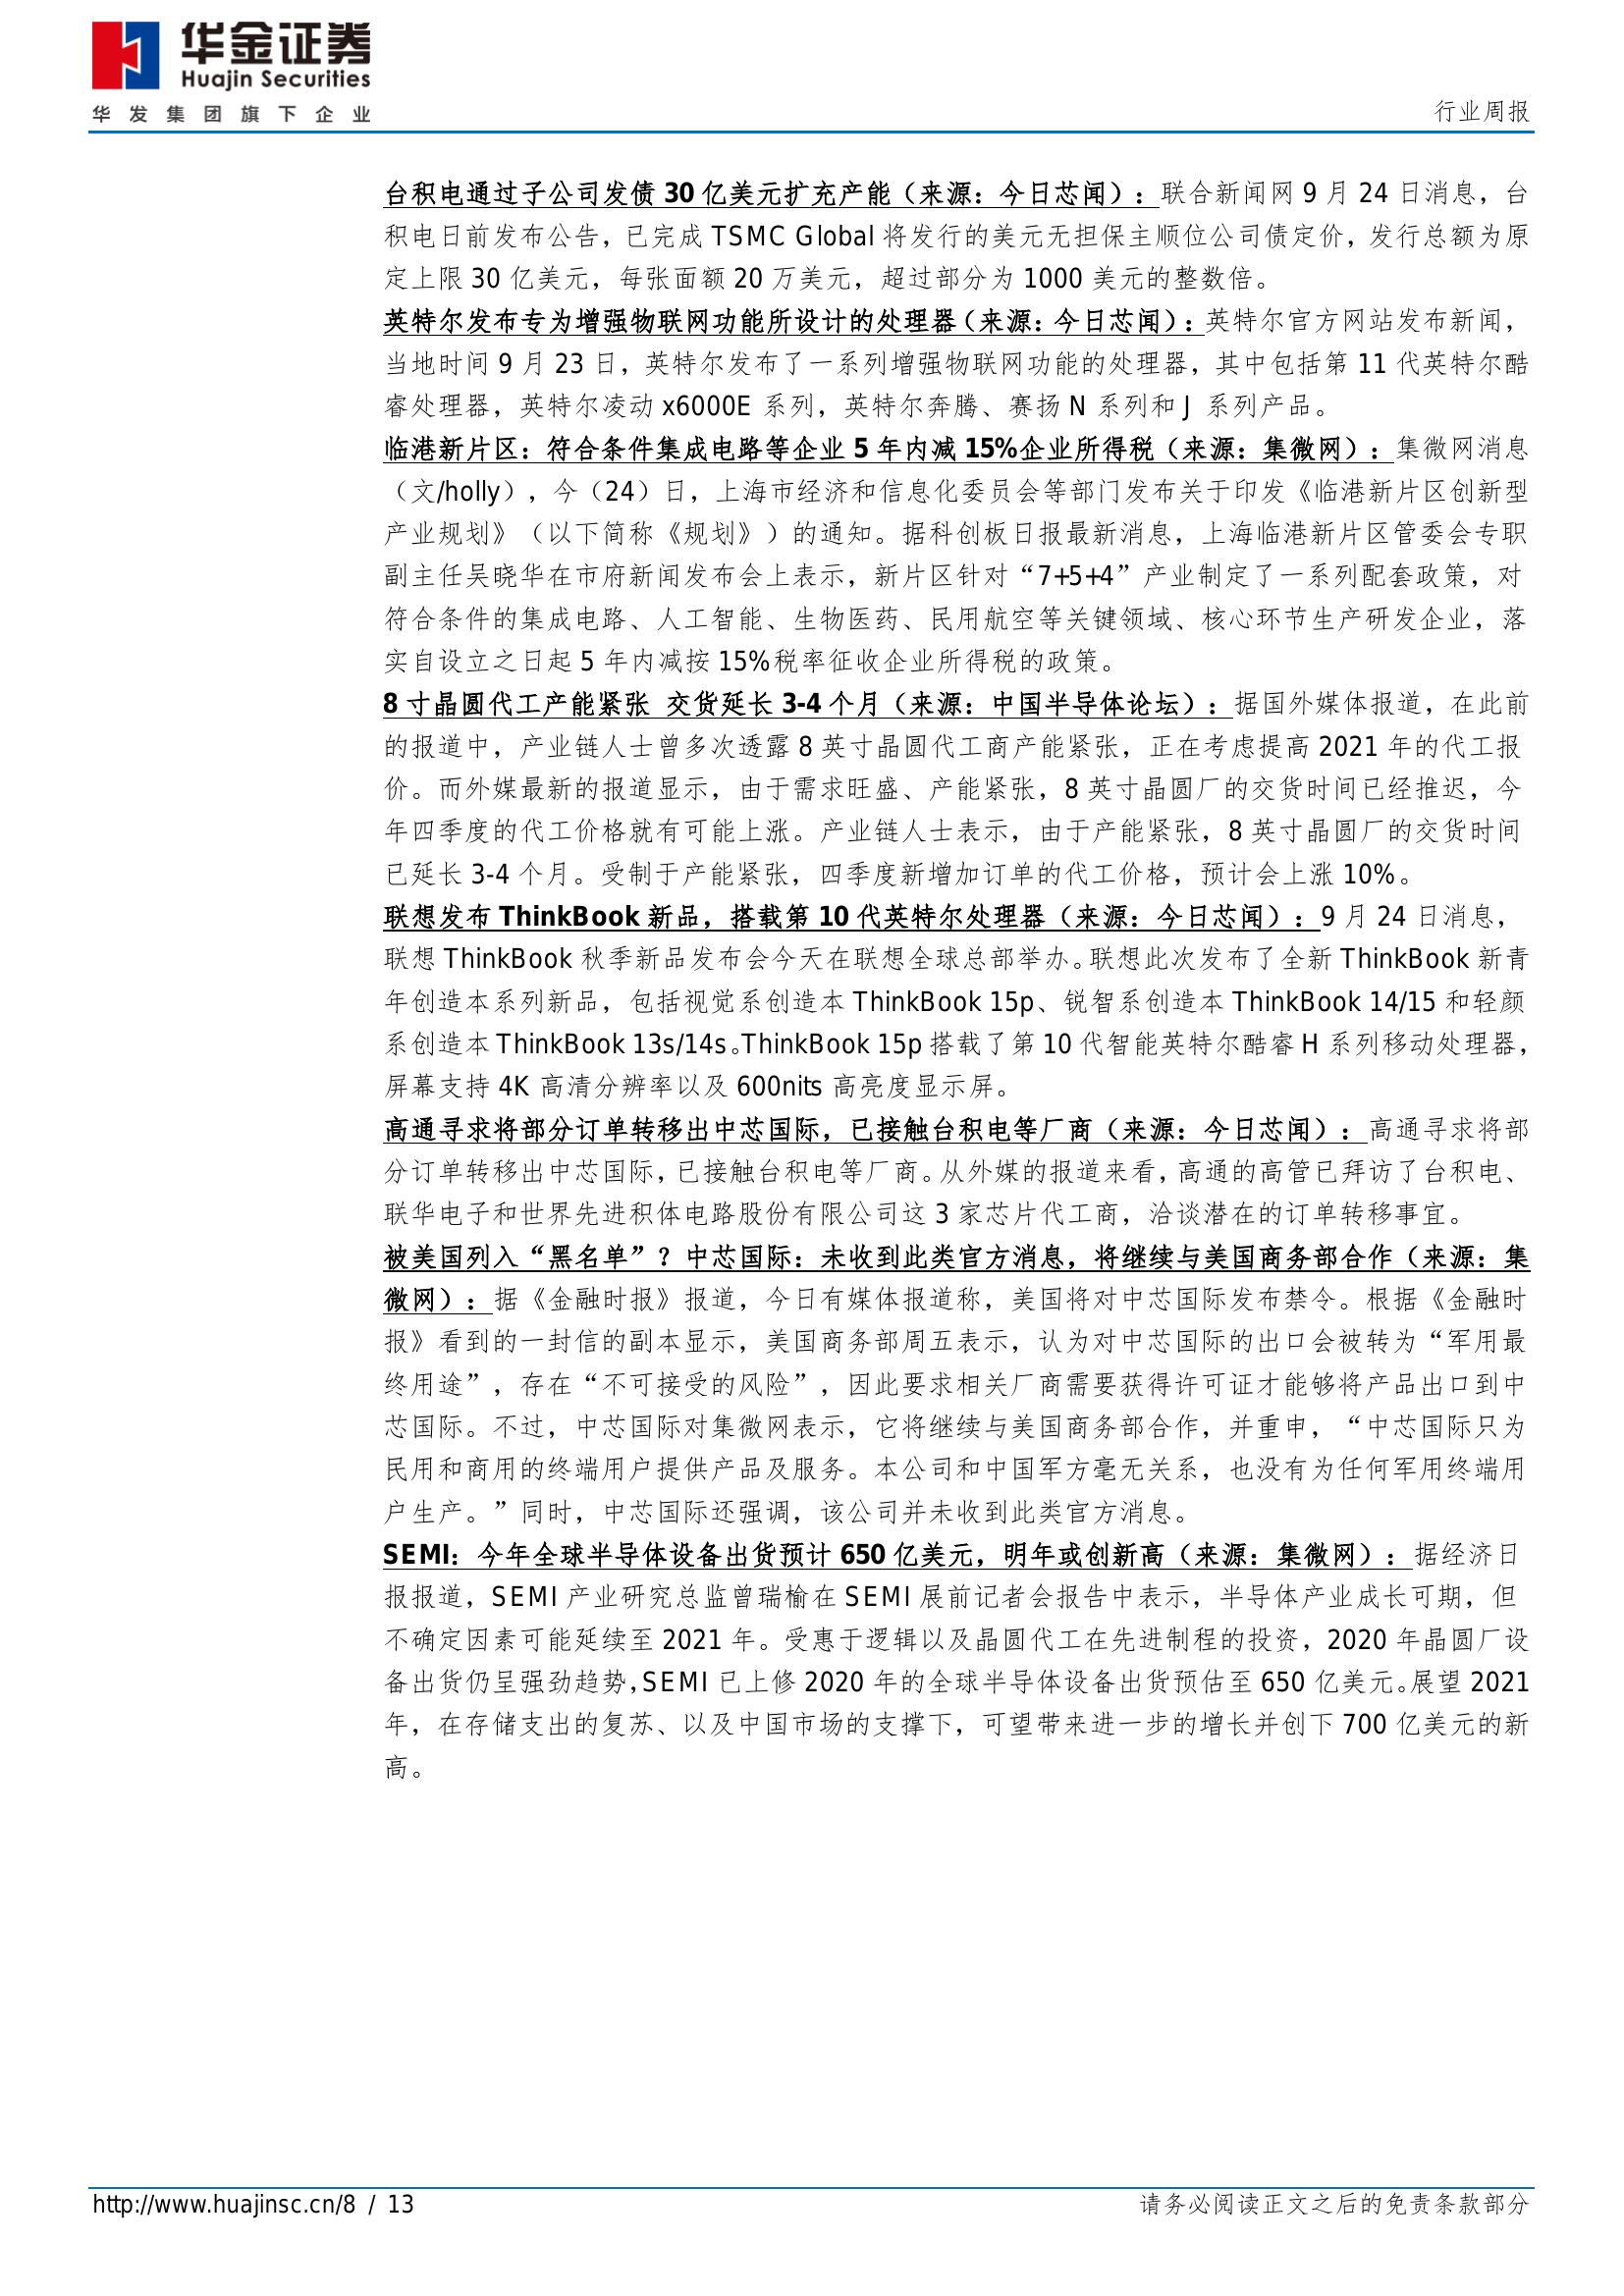 华金证券
Huajin Securities
华发集团旗下企业
行业周报
台积电通过子公司发债 30 亿美元扩充产能（来源：今日芯闻）：联合新闻网 9 月 24 日消息，台
积电日前发布公告，已完成 TSMC Global 将发行的美元无担保主顺位公司债定价，发行总额为原
定上限 30 亿美元，每张面额 20 万美元，超过部分为 1000 美元的整数倍。
英特尔发布专为增强物联网功能所设计的处理器（来源：今日芯闻）：英特尔官方网站发布新闻，
当地时间 9 月 23 日，英特尔发布了一系列增强物联网功能的处理器，其中包括第 11 代英特尔酷
睿处理器，英特尔凌动 x6000E 系列，英特尔奔腾、赛扬 N 系列和 J 系列产品。
临港新片区：符合条件集成电路等企业 5 年内减 15%企业所得税（来源：集微网）：集微网消息
（文/holly），今（24）日，上海市经济和信息化委员会等部门发布关于印发《临港新片区创新型
产业规划》（以下简称《规划》）的通知。据科创板日报最新消息，上海临港新片区管委会专职
副主任吴晓华在市府新闻发布会上表示，新片区针对“7+5+4”产业制定了一系列配套政策，对
符合条件的集成电路、人工智能、生物医药、民用航空等关键领域、核心环节生产研发企业，落
实自设立之日起 5 年内减按 15%税率征收企业所得税的政策。
8 寸晶圆代工产能紧张 交货延长 3-4 个月（来源：中国半导体论坛）：据国外媒体报道，在此前
的报道中，产业链人士曾多次透露 8 英寸晶圆代工商产能紧张，正在考虑提高 2021 年的代工报
价。而外媒最新的报道显示，由于需求旺盛、产能紧张，8 英寸晶圆厂的交货时间已经推迟，今
年四季度的代工价格就有可能上涨。产业链人士表示，由于产能紧张，8 英寸晶圆厂的交货时间
已延长 3-4 个月。受制于产能紧张，四季度新增加订单的代工价格，预计会上涨 10%。
联想发布 ThinkBook 新品，搭载第 10 代英特尔处理器（来源：今日芯闻）：9 月 24 日消息，
联想 ThinkBook 秋季新品发布会今天在联想全球总部举办。联想此次发布了全新 ThinkBook 新青
年创造本系列新品，包括视觉系创造本 ThinkBook 15p、锐智系创造本 ThinkBook 14/15 和轻颜
系创造本 ThinkBook 13s/14s。ThinkBook 15p 搭载了第 10 代智能英特尔酷睿 H 系列移动处理器，
屏幕支持 4K 高清分辨率以及 600nits 高亮度显示屏。
高通寻求将部分订单转移出中芯国际，已接触台积电等厂商（来源：今日芯闻）：高通寻求将部
分订单转移出中芯国际，已接触台积电等厂商。从外媒的报道来看，高通的高管已拜访了台积电、
联华电子和世界先进积体电路股份有限公司这 3 家芯片代工商，洽谈潜在的订单转移事宜。
被美国列入“黑名单”？中芯国际：未收到此类官方消息，将继续与美国商务部合作（来源：集
微网）：据《金融时报》报道，今日有媒体报道称，美国将对中芯国际发布禁令。根据《金融时
报》看到的一封信的副本显示，美国商务部周五表示，认为对中芯国际的出口会被转为“军用最
终用途”，存在“不可接受的风险”，因此要求相关厂商需要获得许可证才能够将产品出口到中
芯国际。不过，中芯国际对集微网表示，它将继续与美国商务部合作，并重申，“中芯国际只为
民用和商用的终端用户提供产品及服务。本公司和中国军方毫无关系，也没有为任何军用终端用
户生产。”同时，中芯国际还强调，该公司并未收到此类官方消息。
SEMI：今年全球半导体设备出货预计 650 亿美元，明年或创新高（来源：集微网）：据经济日
报报道，SEMI 产业研究总监曾瑞榆在 SEMI 展前记者会报告中表示，半导体产业成长可期，但
不确定因素可能延续至 2021 年。受惠于逻辑以及晶圆代工在先进制程的投资，2020 年晶圆厂设
备出货仍呈强劲趋势，SEMI 已上修 2020 年的全球半导体设备出货预估至 650 亿美元。展望 2021
年，在存储支出的复苏、以及中国市场的支撑下，可望带来进一步的增长并创下 700 亿美元的新
高。
http://www.huajinsc.cn/8 / 13
请务必阅读正文之后的免责条款部分